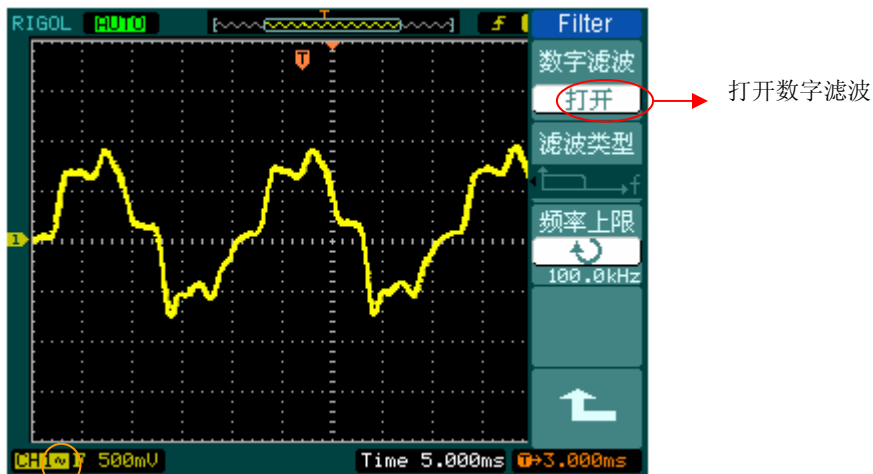 RIGOL AUTO T
Filter
数字滤波
打开
打开数字滤波
滤波类型
f
频率上限
100.0kHz
T
1
CH1 500mV Time 5.000ms T→3.000ms